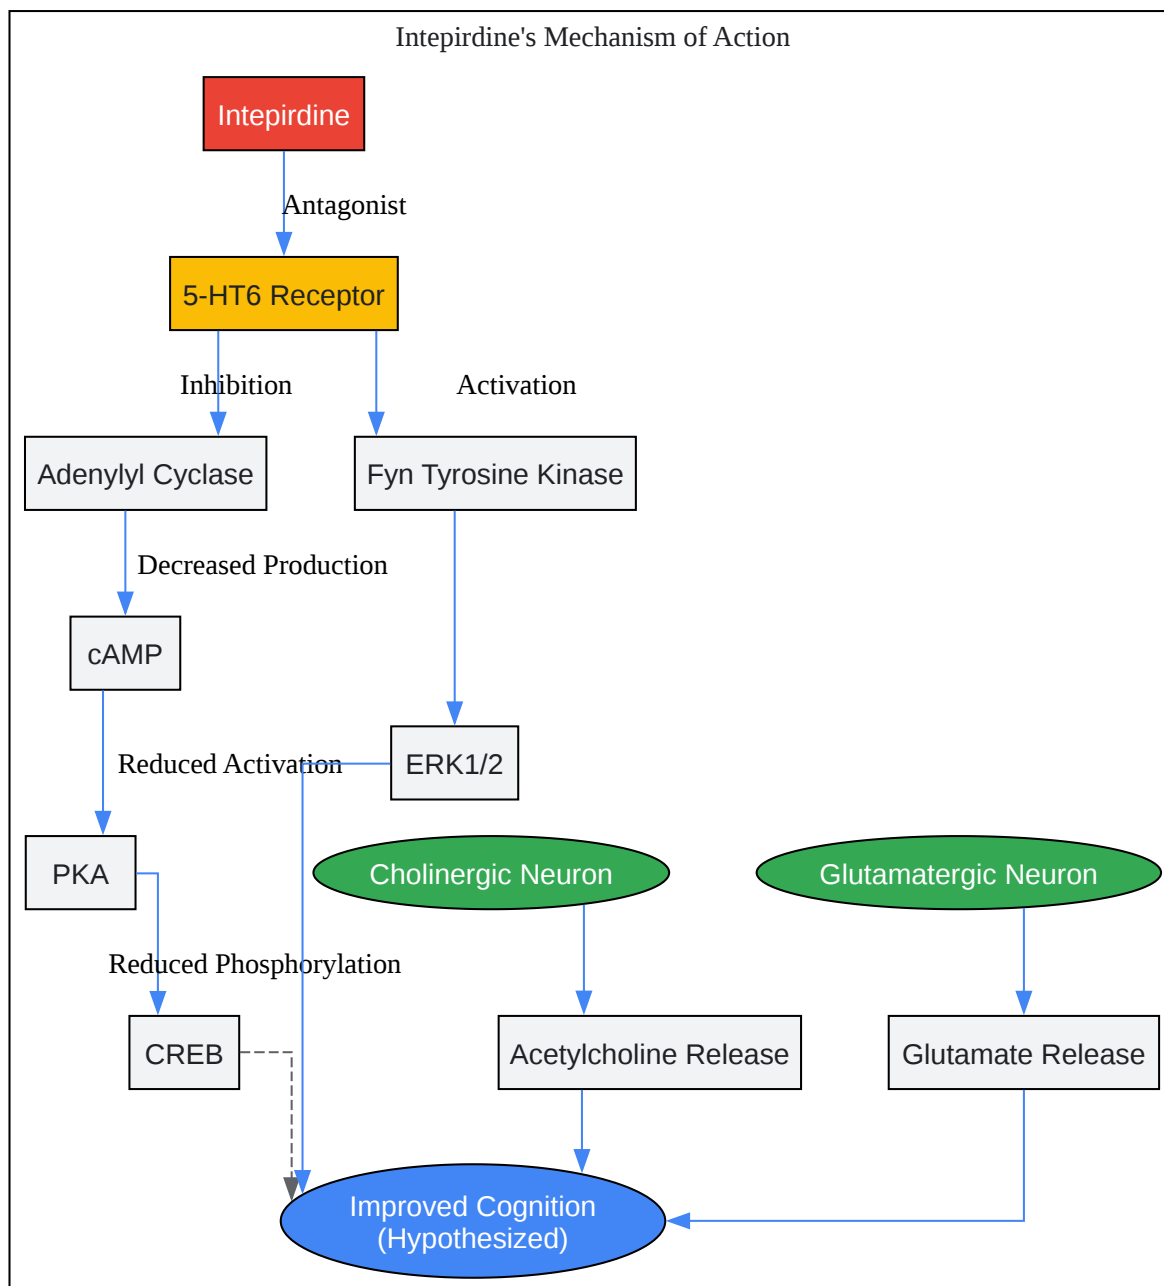 Intepirdine's Mechanism of Action
Intepirdine
Antagonist
5-HT6 Receptor
Inhibition
Activation
Adenylyl Cyclase
Fyn Tyrosine Kinase
Decreased Production
cAMP
Reduced Activation
ERK1/2
PKA
Cholinergic Neuron
Glutamatergic Neuron
Reduced Phosphorylation
CREB
Acetylcholine Release
Glutamate Release
Improved Cognition
(Hypothesized)